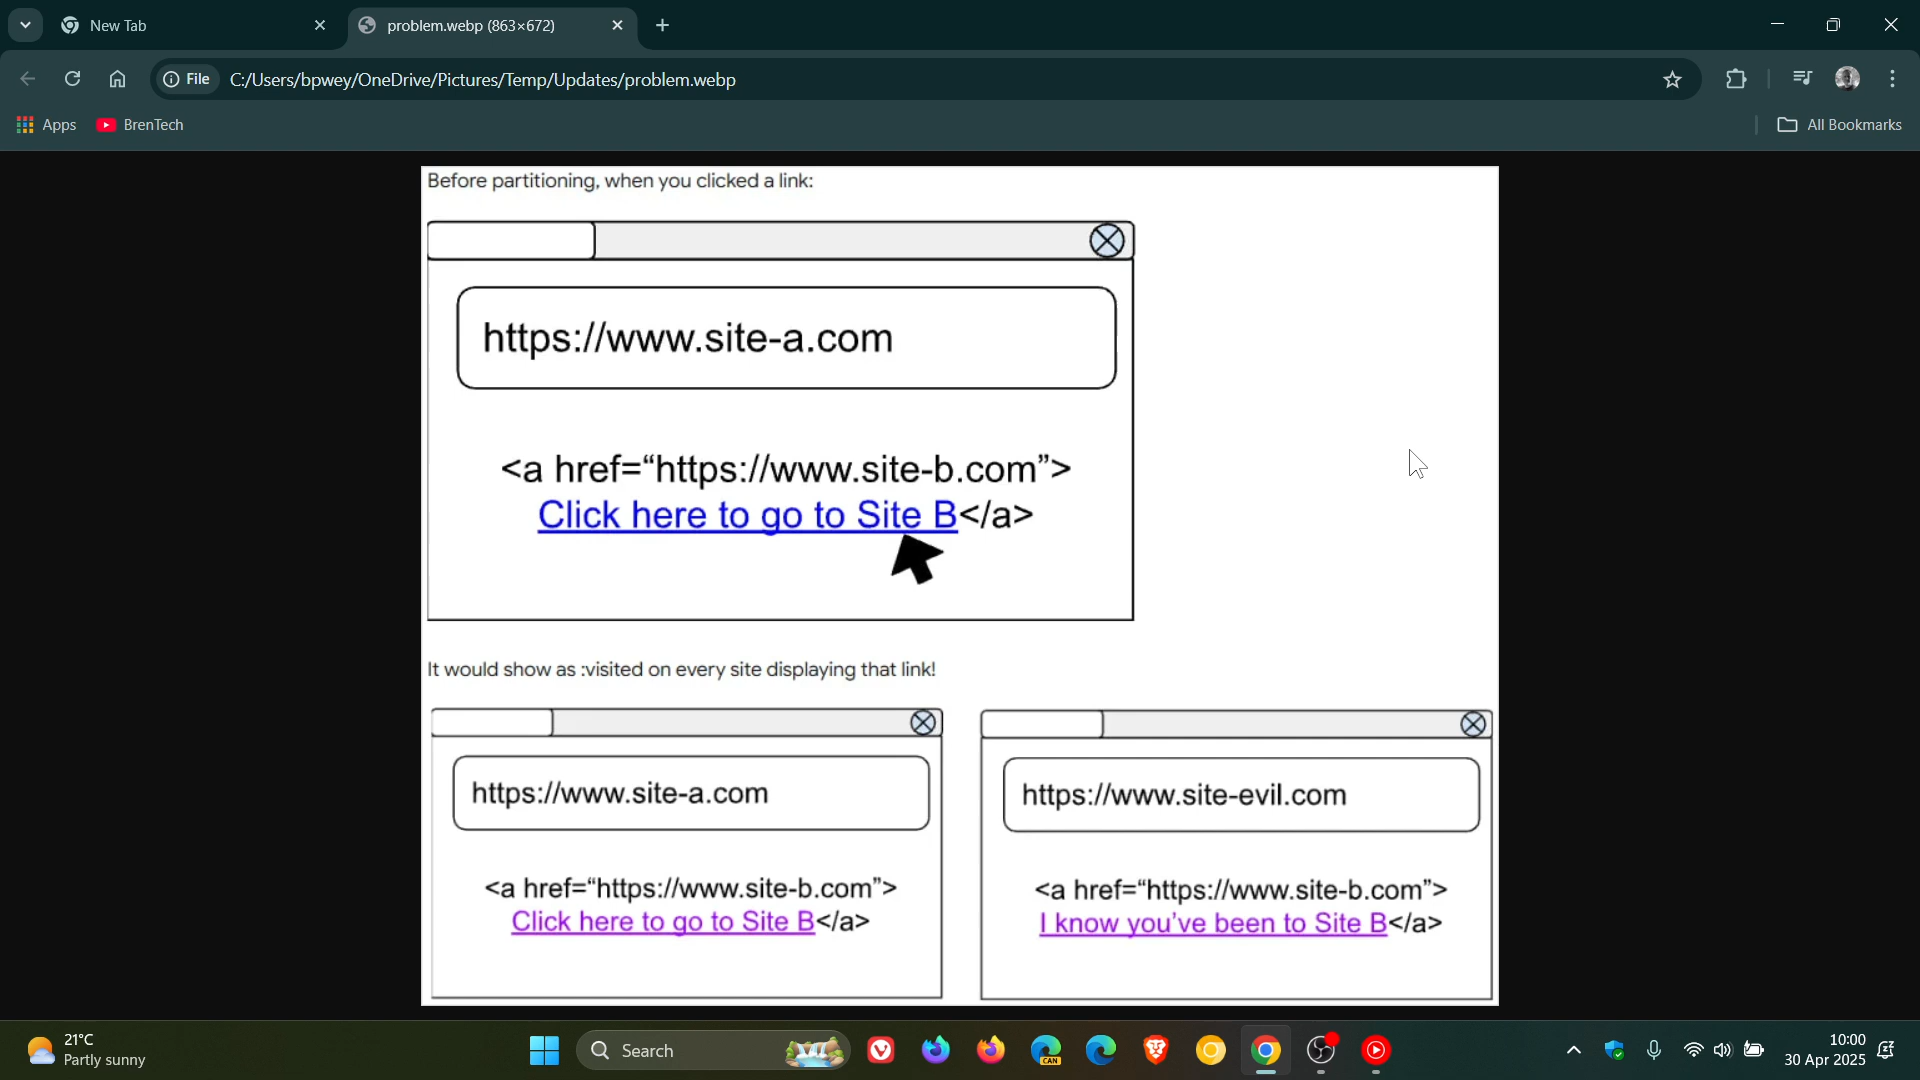 New Tab
problem.webp (863×672)
File
C:/Users/bpwey/OneDrive/Pictures/Temp/Updates/problem.webp
Apps
BrenTech
All Bookmarks
Before partitioning, when you clicked a link:
https://www.site-a.com
<a href=“https://www.site-b.com”>
Click here to go to Site B</a>
It would show as :visited on every site displaying that link!
https://www.site-a.com
<a href=“https://www.site-b.com”>
Click here to go to Site B</a>
https://www.site-evil.com
<a href=“https://www.site-b.com”>
I know you’ve been to Site B</a>
21°C
Partly sunny
Search
CAN
10:00
30 Apr 2025